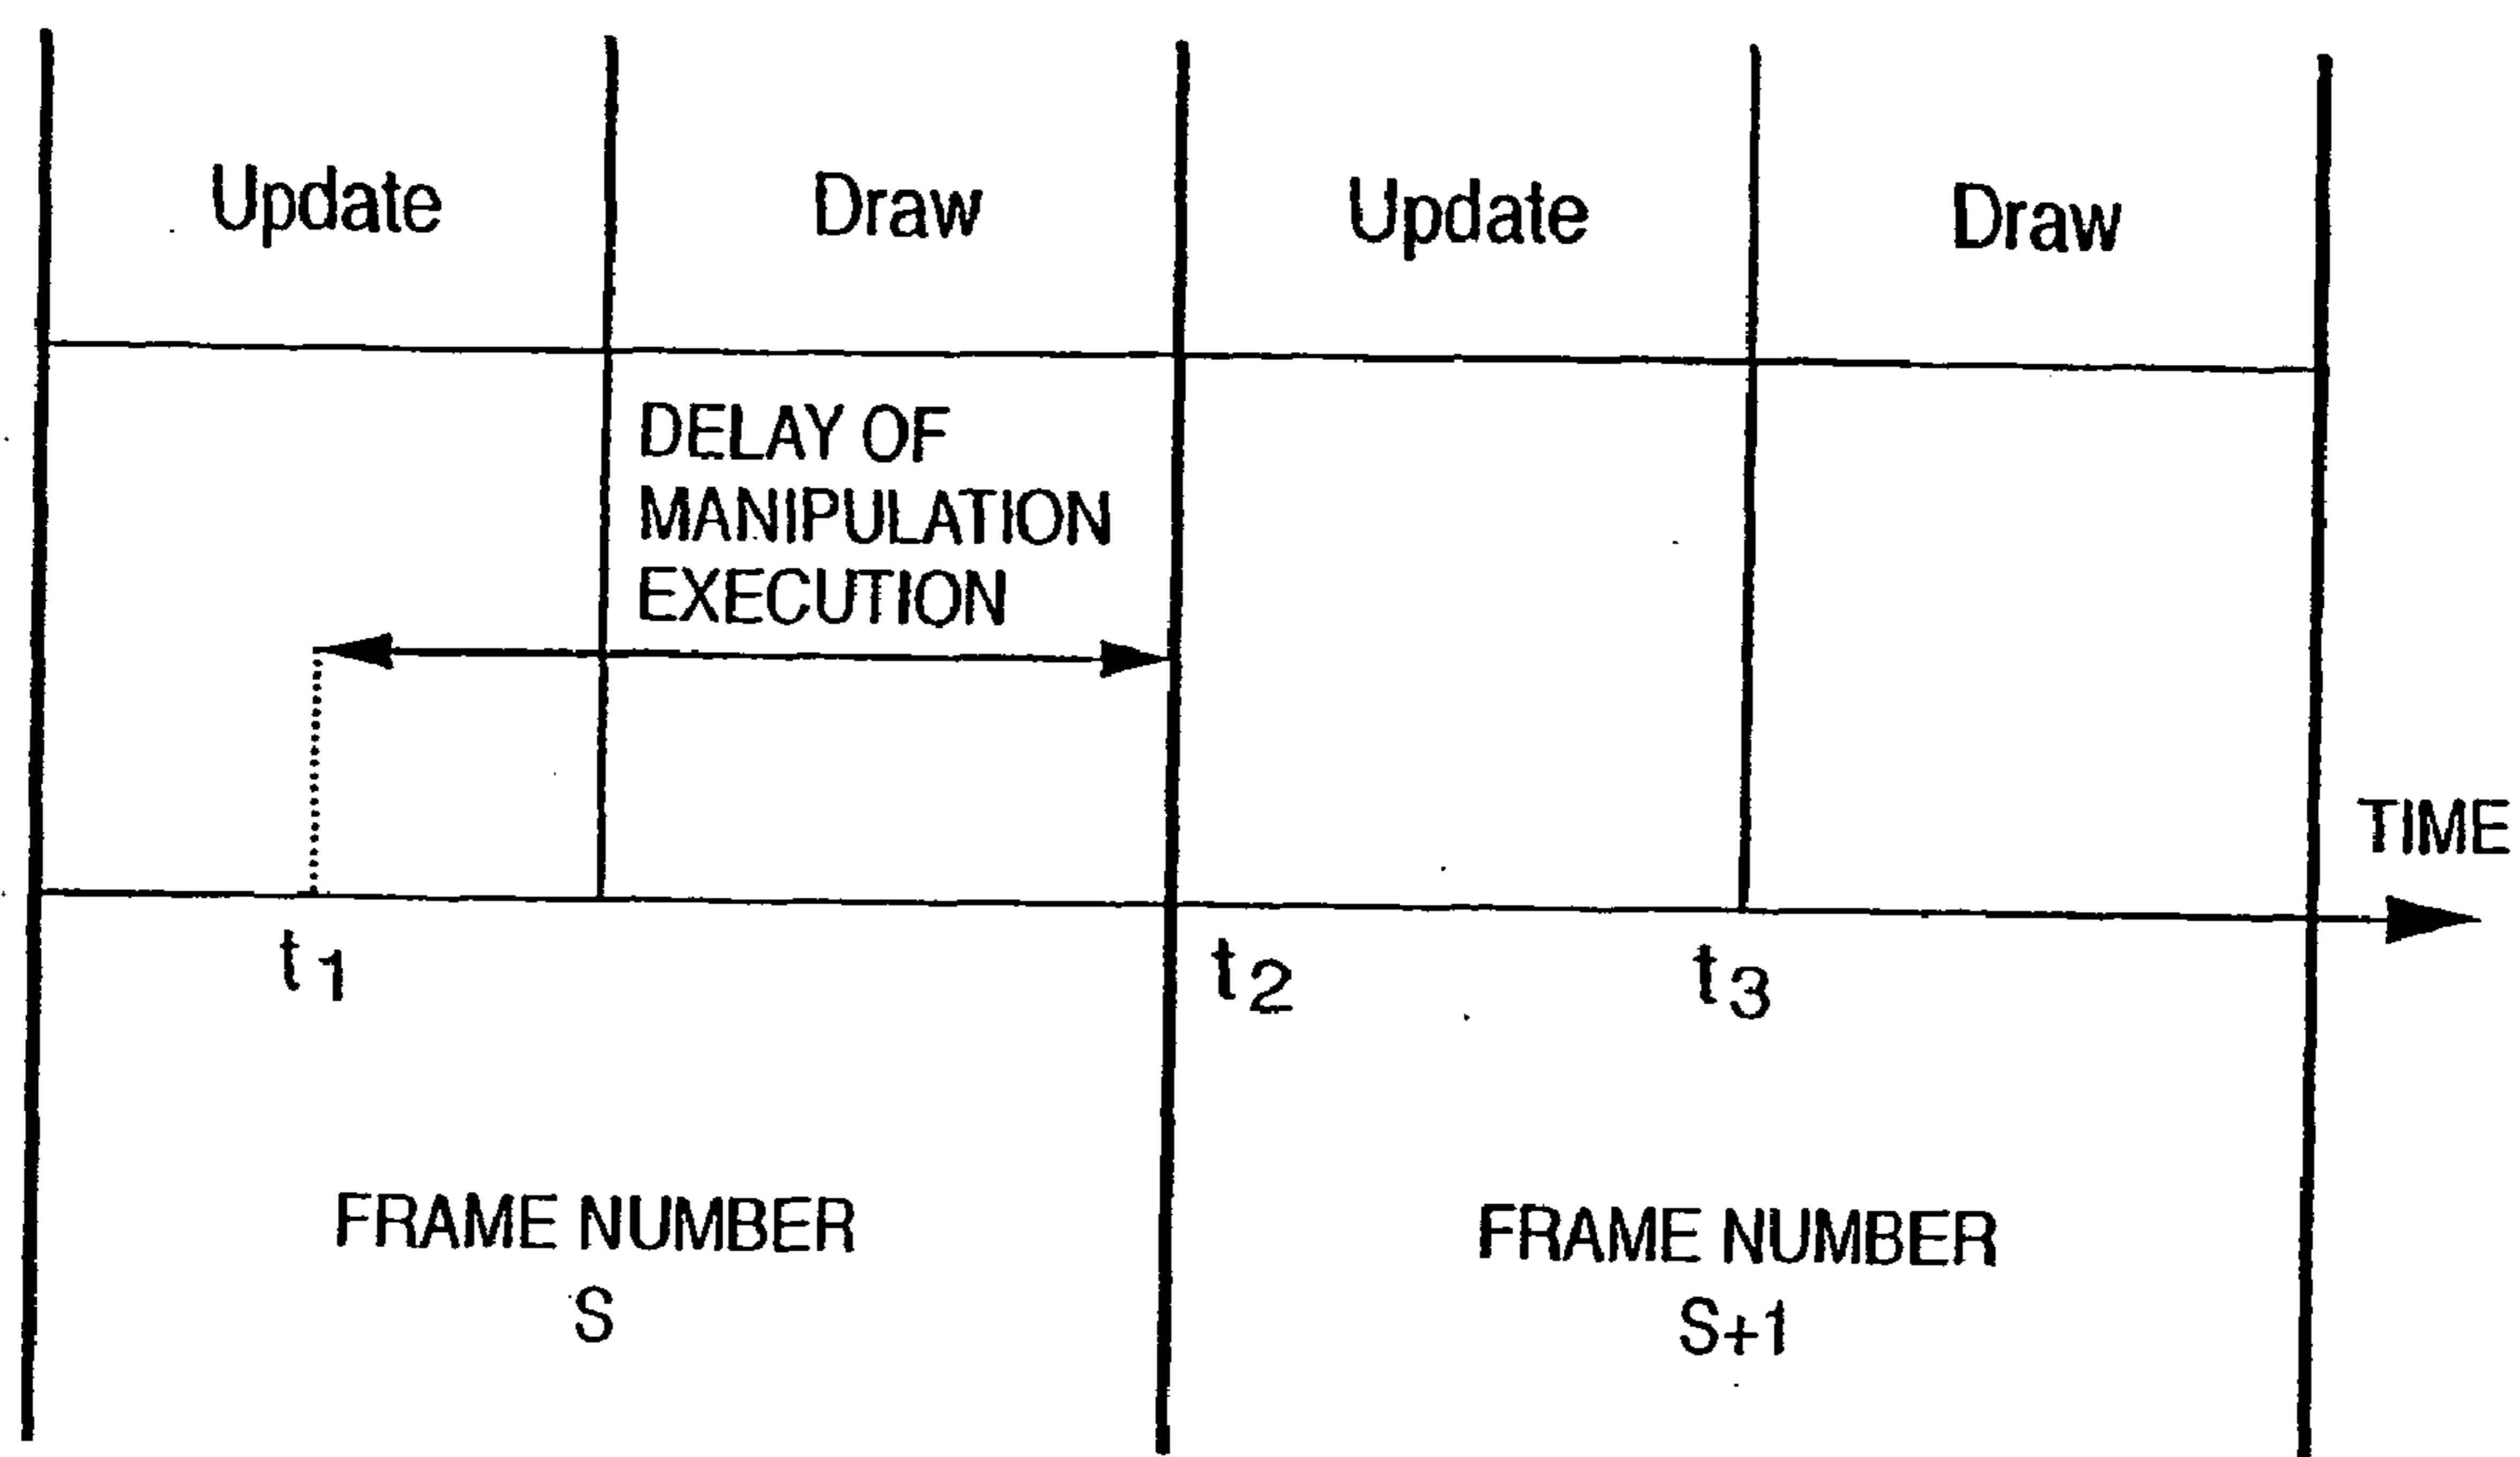 Update
Draw
Update
Draw
DELAY OF
MANIPULATION
EXECUTION
TIME
t1
t2
t3
FRAME NUMBER
S
FRAME NUMBER
S+1